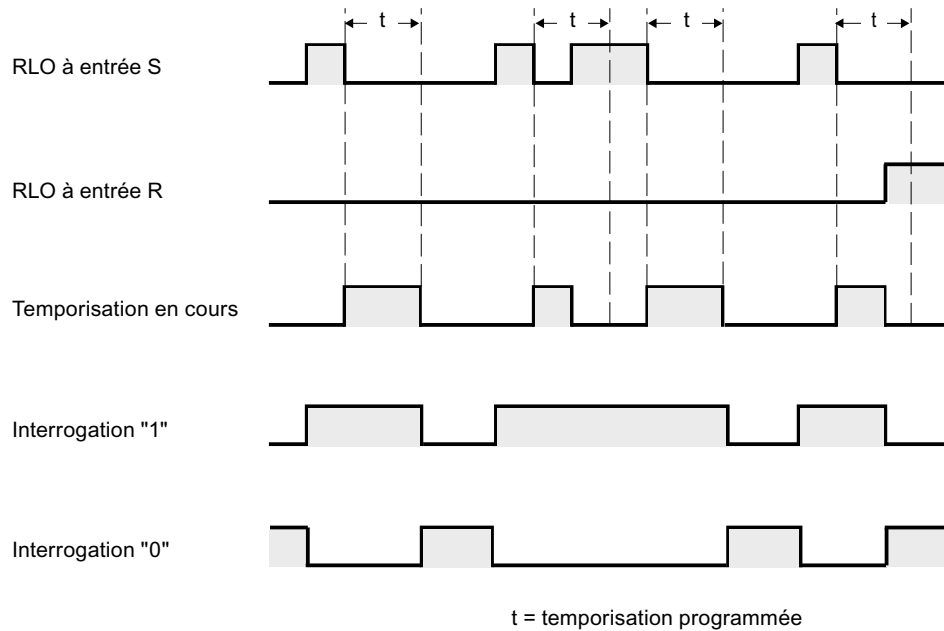 t t t t
RLO à entrée S
RLO à entrée R
Temporisation en cours
Interrogation "1"
Interrogation "0"
t = temporisation programmée